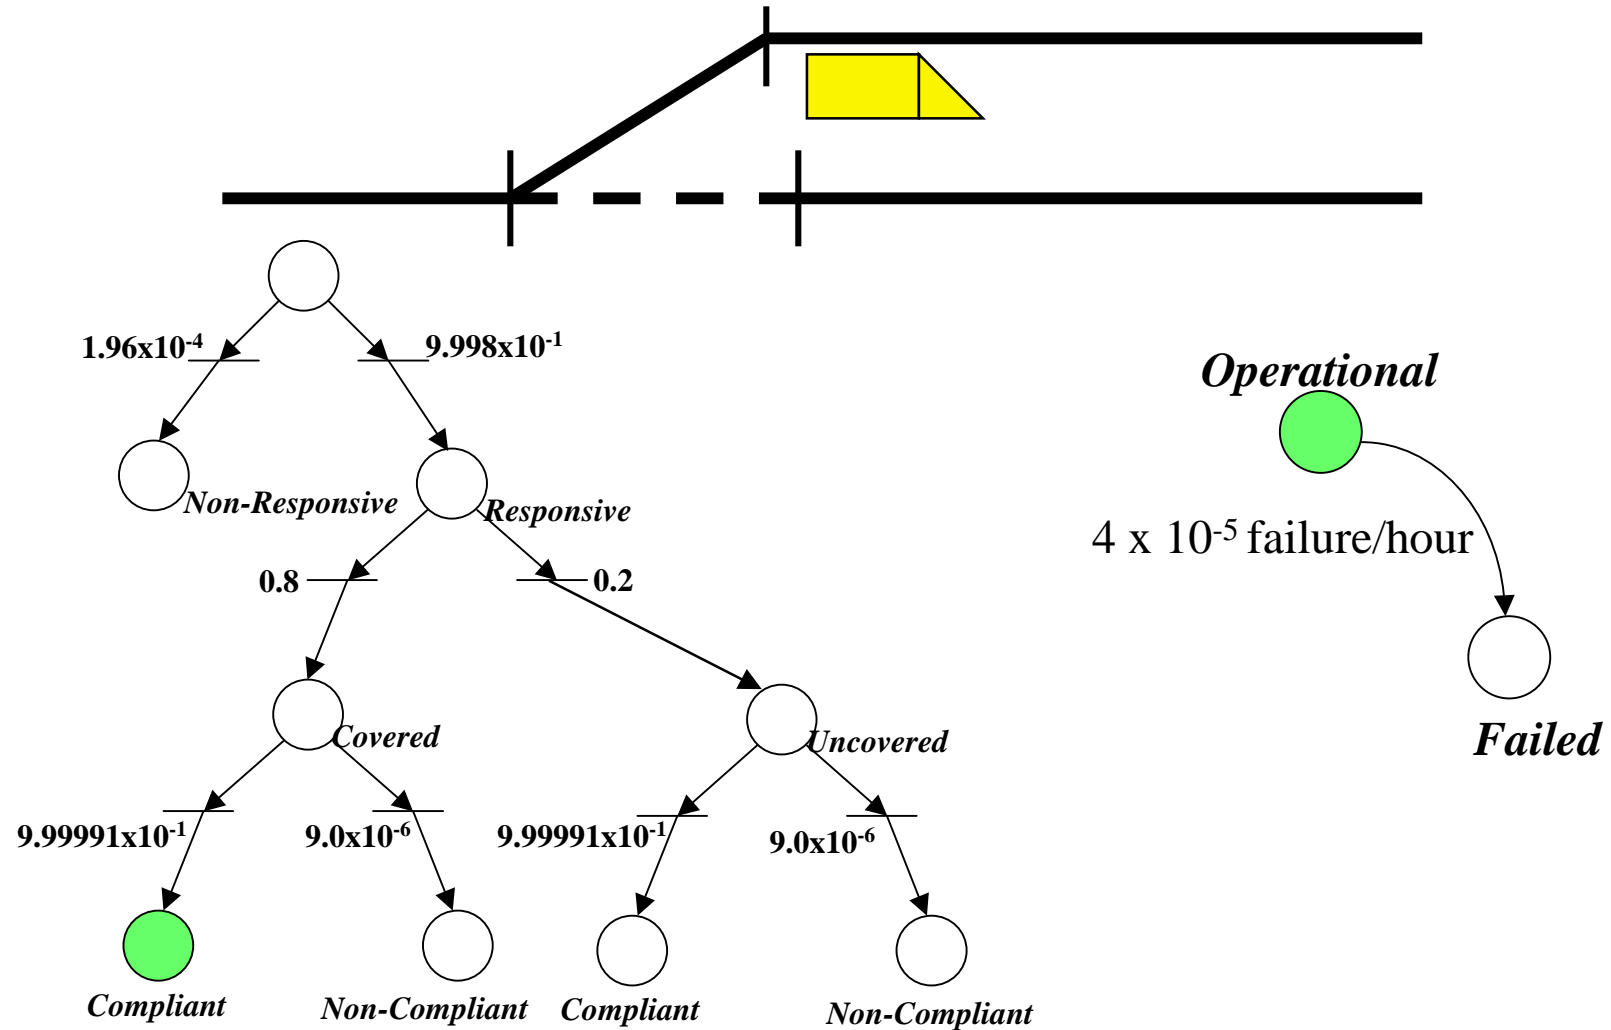 1.96x10⁻⁴
9.998x10⁻¹
Non-Responsive
Responsive
0.8
0.2
Covered
Uncovered
9.99991x10⁻¹
9.0x10⁻⁶
9.99991x10⁻¹
9.0x10⁻⁶
Compliant
Non-Compliant
Compliant
Non-Compliant
Operational
4 x 10⁻⁵ failure/hour
Failed